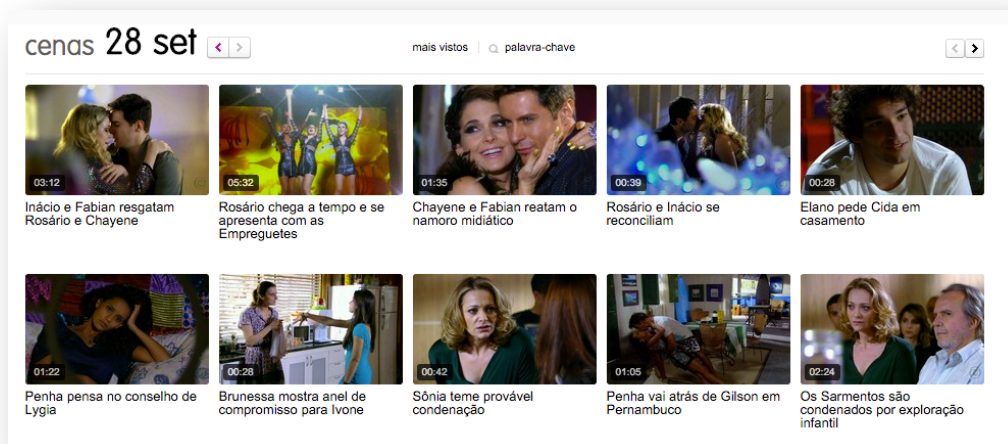 cenas 28 set
mais vistos
palavra-chave
03:12
05:32
01:35
00:39
00:28
Inácio e Fabian resgatam
Rosário e Chayene
Rosário chega a tempo e se
apresenta com as
Empreguetes
Chayene e Fabian reatam o
namoro midiático
Rosário e Inácio se
reconciliam
Elano pede Cida em
casamento
01:22
00:28
00:42
01:05
02:24
Penha pensa no conselho de
Lygia
Brunessa mostra anel de
compromisso para Ivone
Sônia teme provável
condenação
Penha vai atrás de Gilson em
Pernambuco
Os Sarmentos são
condenados por exploração
infantil